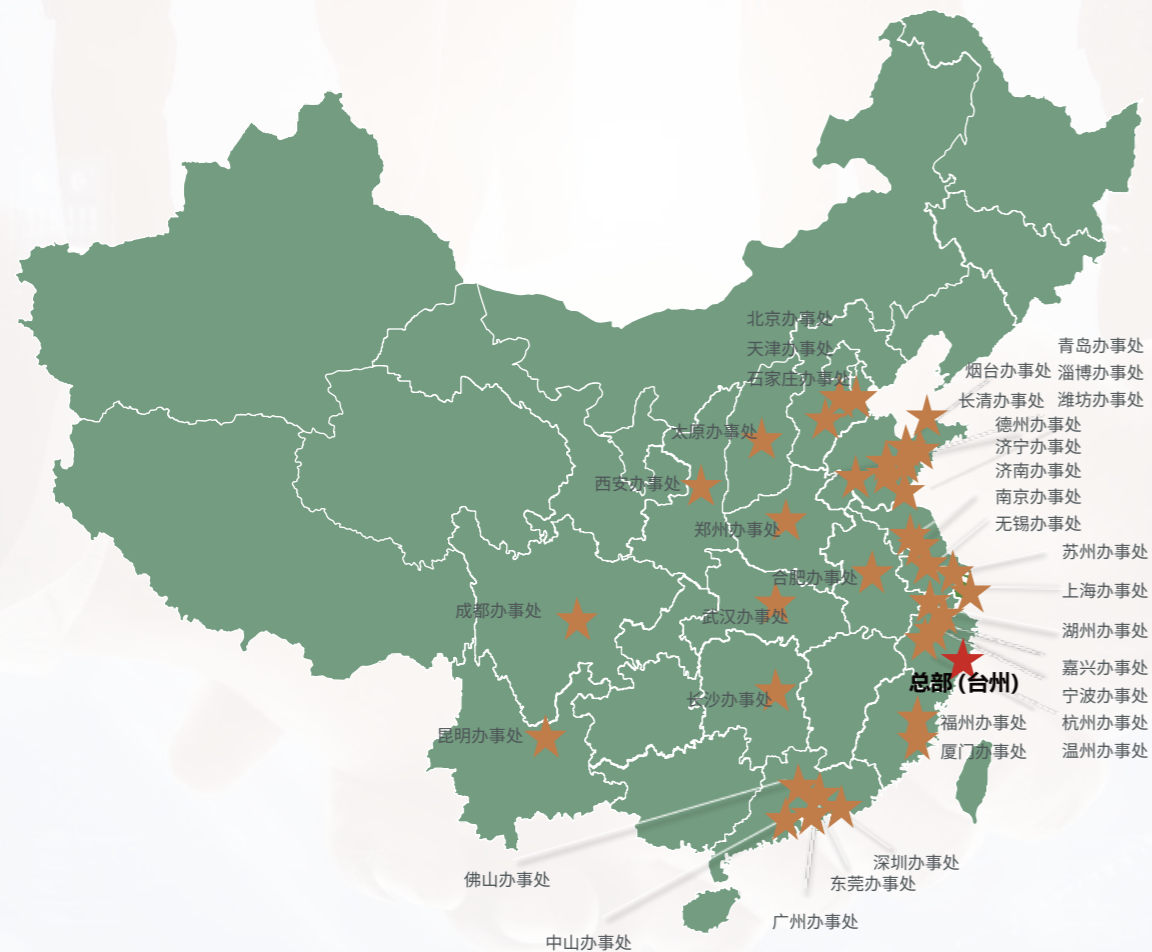 北京办事处
天津办事处
石家庄办事处
太原办事处
西安办事处
郑州办事处
合肥办事处
武汉办事处
成都办事处
长沙办事处
昆明办事处
青岛办事处
烟台办事处
淄博办事处
长清办事处
潍坊办事处
德州办事处
济宁办事处
济南办事处
南京办事处
无锡办事处
苏州办事处
上海办事处
湖州办事处
嘉兴办事处
总部(台州)
宁波办事处
福州办事处
杭州办事处
厦门办事处
温州办事处
深圳办事处
佛山办事处
东莞办事处
广州办事处
中山办事处